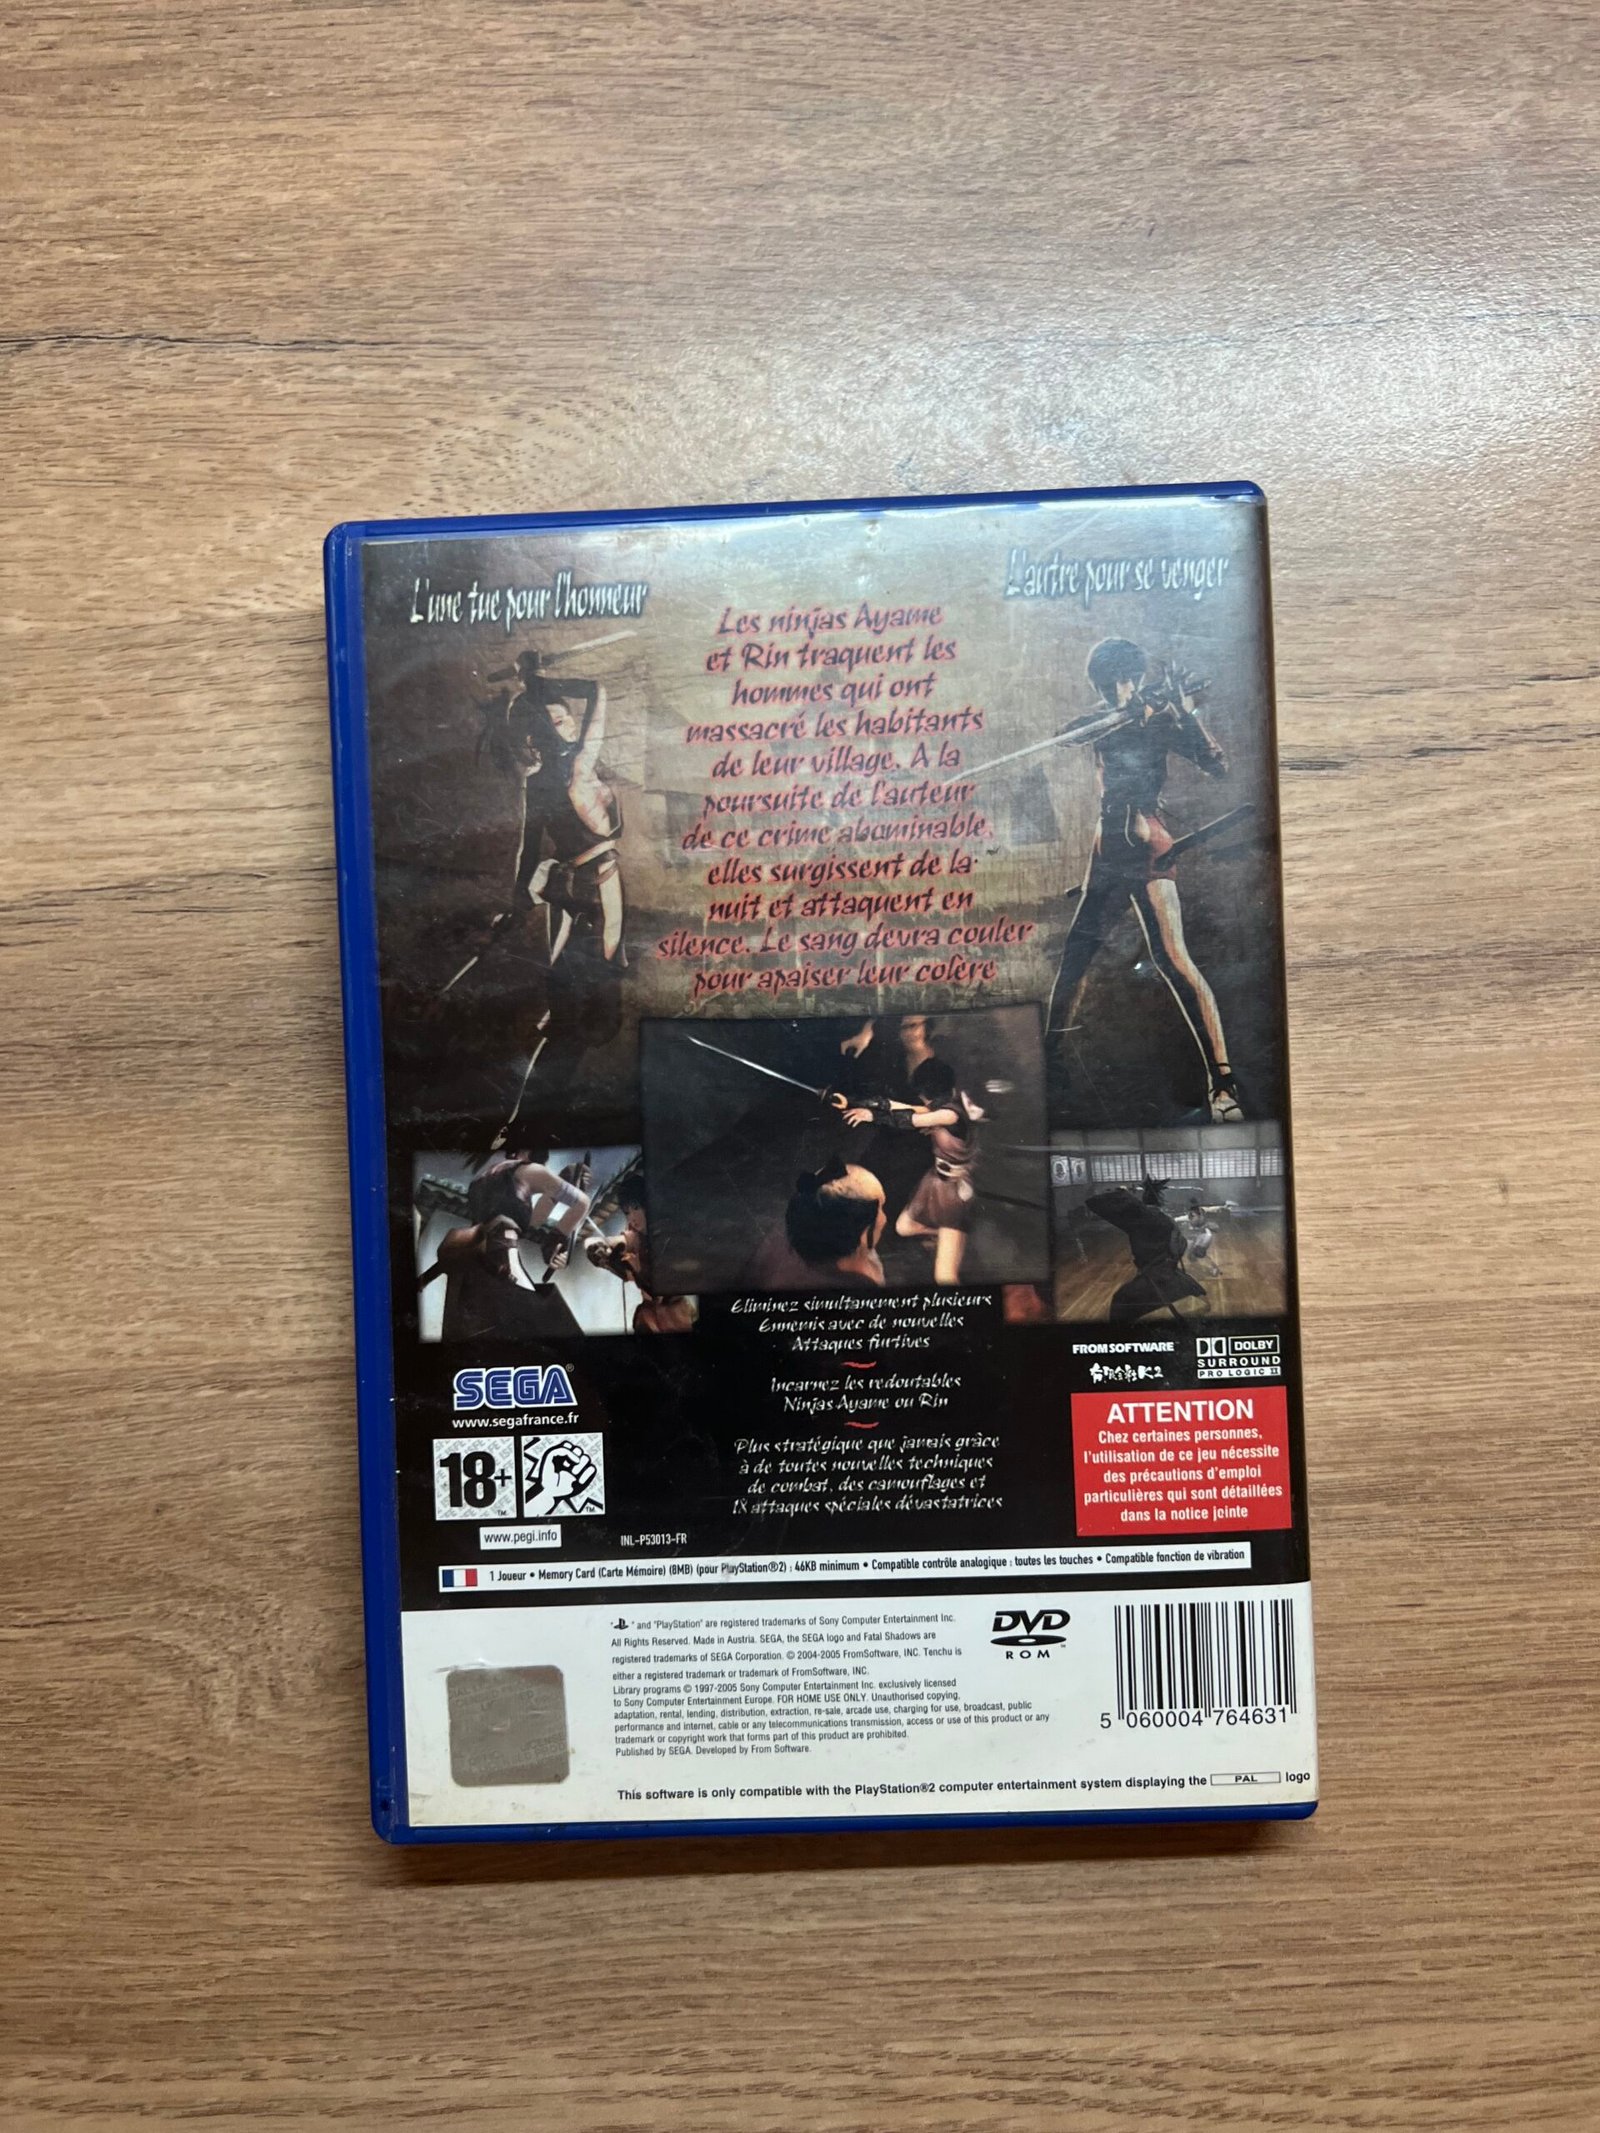 L'une tue pour l'honneur
L'autre pour se venger
Les ninjas Ayame
et Rin traquent les
hommes qui ont
massacré les habitants
de leur village. A la
poursuite de l'auteur
de ce crime abominable,
elles surgissent de la
nuit et attaquent en
silence. Le sang devra couler
pour apaiser leur colère
Eliminez simultanement plusieurs
Ennemis avec de nouvelles
Attaques furtives
Incarnez les redoutables
Ninjas Ayame ou Rin
Plus stratégique que jamais grâce
à de toutes nouvelles techniques
de combat, des camouflages et
18 attaques spéciales dévastatrices
SEGA®
www.segafrance.fr
18+
TM
TM
www.pegi.info
INL-P53013-FR
FROMSOFTWARE
K2
DOLBY
SURROUND
PRO LOGIC II
ATTENTION
Chez certaines personnes,
l'utilisation de ce jeu nécessite
des précautions d'emploi
particulières qui sont détaillées
dans la notice jointe
1 Joueur • Memory Card (Carte Mémoire) (8MB) (pour PlayStation®2) : 46KB minimum • Compatible contrôle analogique : toutes les touches • Compatible fonction de vibration
" " and "PlayStation" are registered trademarks of Sony Computer Entertainment Inc.
All Rights Reserved. Made in Austria. SEGA, the SEGA logo and Fatal Shadows are
registered trademarks of SEGA Corporation. © 2004-2005 FromSoftware, INC. Tenchu is
either a registered trademark or trademark of FromSoftware, INC.
Library programs © 1997-2005 Sony Computer Entertainment Inc. exclusively licensed
to Sony Computer Entertainment Europe. FOR HOME USE ONLY. Unauthorised copying,
adaptation, rental, lending, distribution, extraction, re-sale, arcade use, charging for use, broadcast, public
performance and internet, cable or any telecommunications transmission, access or use of this product or any
trademark or copyright work that forms part of this product are prohibited.
Published by SEGA. Developed by From Software.
DVD
ROM
5 060004 764631
This software is only compatible with the PlayStation®2 computer entertainment system displaying the PAL logo